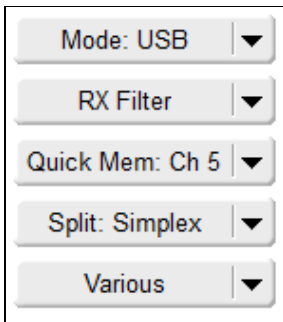 Mode: USB
RX Filter
Quick Mem: Ch 5
Split: Simplex
Various